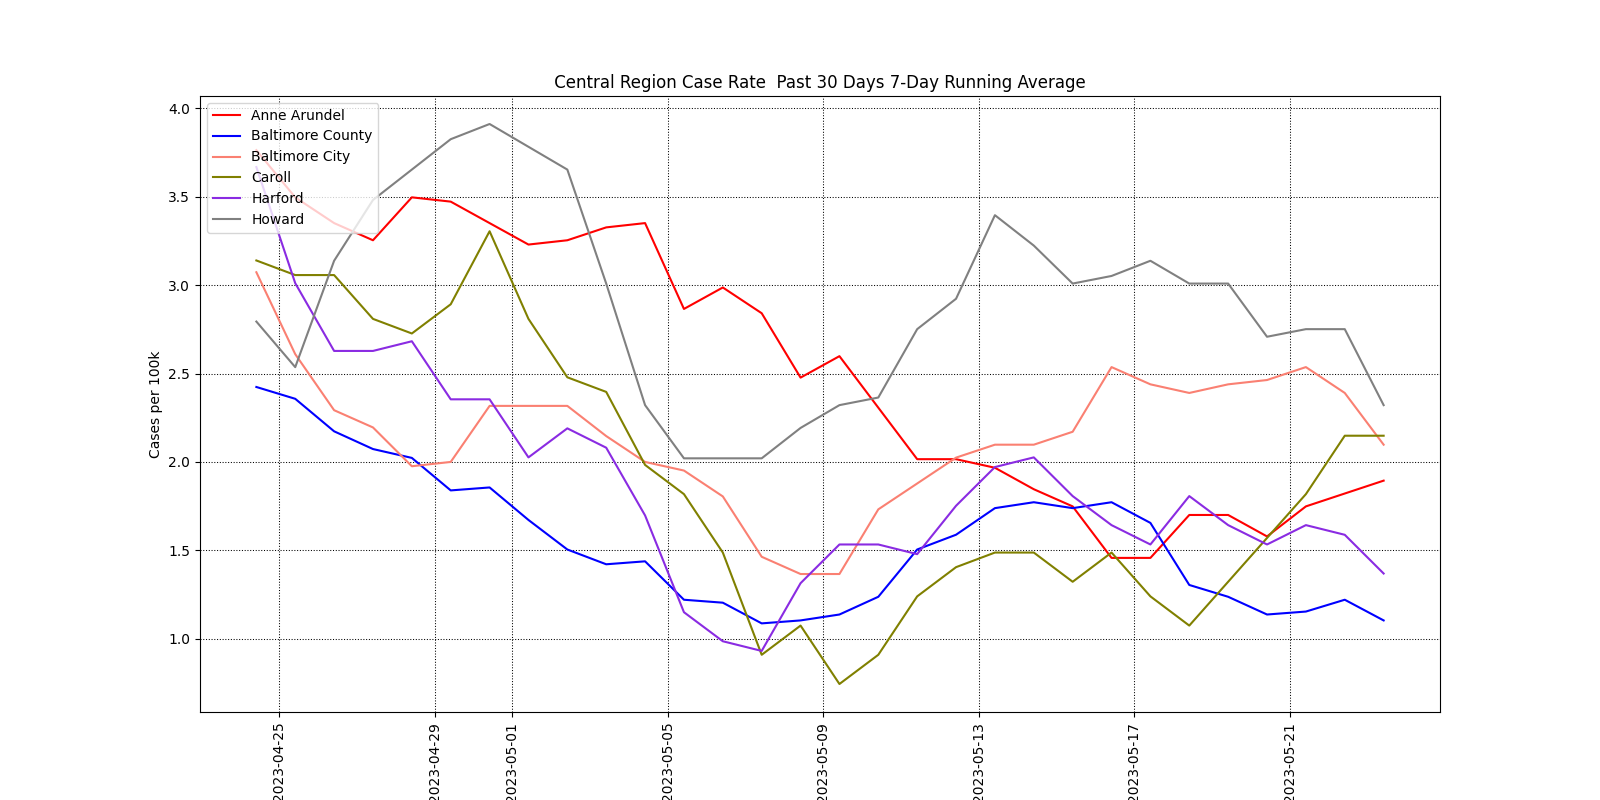 Central Region Case Rate  Past 30 Days 7-Day Running Average
Anne Arundel
Baltimore County
Baltimore City
Caroll
Harford
Howard
Cases per 100k
4.0
3.5
3.0
2.5
2.0
1.5
1.0
2023-04-25
2023-04-29
2023-05-01
2023-05-05
2023-05-09
2023-05-13
2023-05-17
2023-05-21